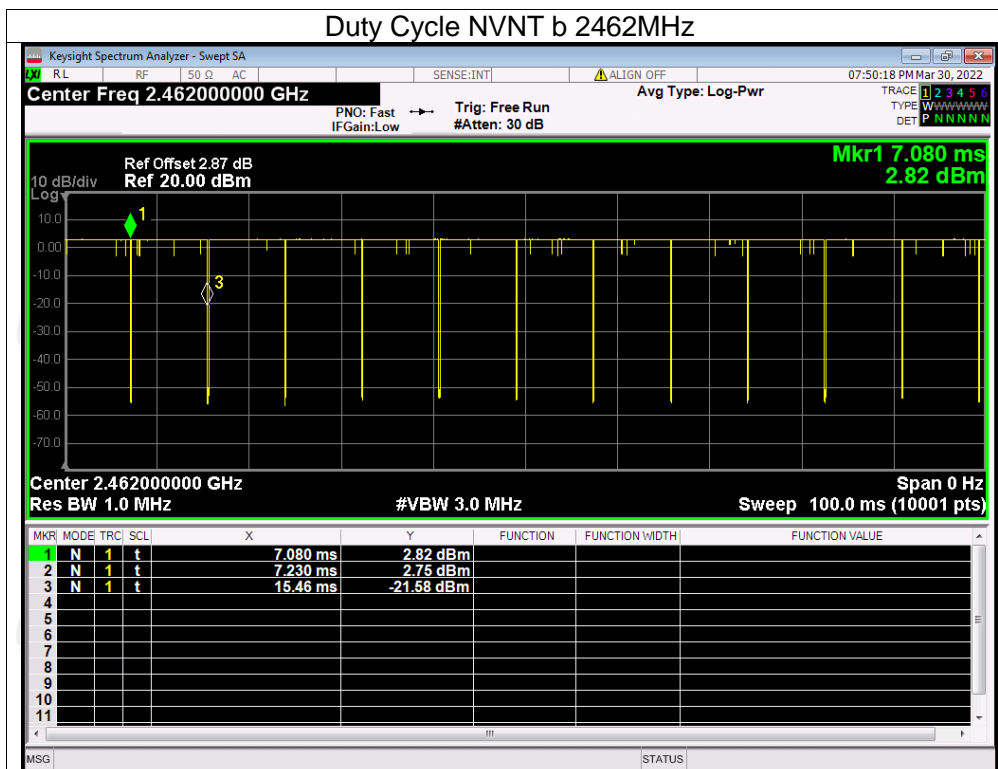 Duty Cycle NVNT b 2462MHz
Keysight Spectrum Analyzer - Swept SA
LXI RL RF 50 Ω AC SENSE:INT ALIGN OFF 07:50:18 PM Mar 30, 2022
Center Freq 2.462000000 GHz Avg Type: Log-Pwr TRACE 1 2 3 4 5 6
PNO: Fast Trig: Free Run TYPE WWWWWW
IFGain:Low #Atten: 30 dB DET P N N N N N
Mkr1 7.080 ms
Ref Offset 2.87 dB
10 dB/div Ref 20.00 dBm 2.82 dBm
Log
10.0
1
0.00
-10.0
3
-20.0
-30.0
-40.0
-50.0
-60.0
-70.0
Center 2.462000000 GHz Span 0 Hz
Res BW 1.0 MHz #VBW 3.0 MHz Sweep 100.0 ms (10001 pts)
MKR MODE TRC SCL X Y FUNCTION FUNCTION WIDTH FUNCTION VALUE
1 N 1 t 7.080 ms 2.82 dBm
2 N 1 t 7.230 ms 2.75 dBm
3 N 1 t 15.46 ms -21.58 dBm
4
5
6
7
8
9
10
11
MSG STATUS